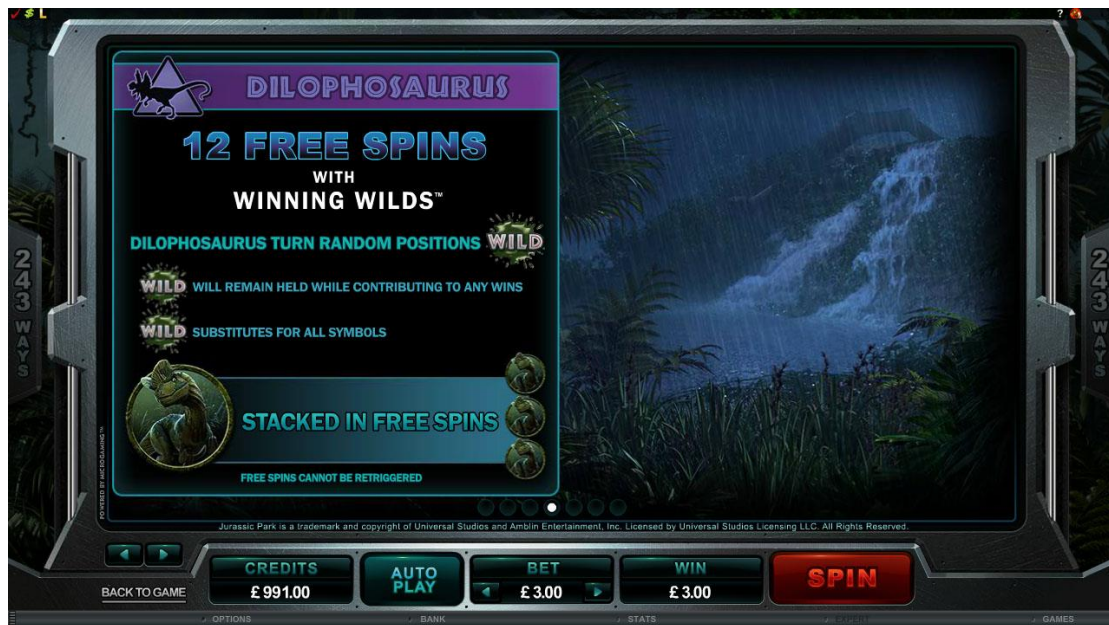 $ L
?
DILOPHOSAURUS
12 FREE SPINS
WITH
WINNING WILDS™
DILOPHOSAURUS TURN RANDOM POSITIONS WILD
WILD WILL REMAIN HELD WHILE CONTRIBUTING TO ANY WINS
WILD SUBSTITUTES FOR ALL SYMBOLS
STACKED IN FREE SPINS
FREE SPINS CANNOT BE RETRIGGERED
243 WAYS
243 WAYS
POWERED BY MICROGAMING™
Jurassic Park is a trademark and copyright of Universal Studios and Amblin Entertainment, Inc. Licensed by Universal Studios Licensing LLC. All Rights Reserved.
BACK TO GAME
CREDITS
£991.00
AUTO
PLAY
BET
£3.00
WIN
£3.00
SPIN
OPTIONS
BANK
STATS
EXPERT
GAMES